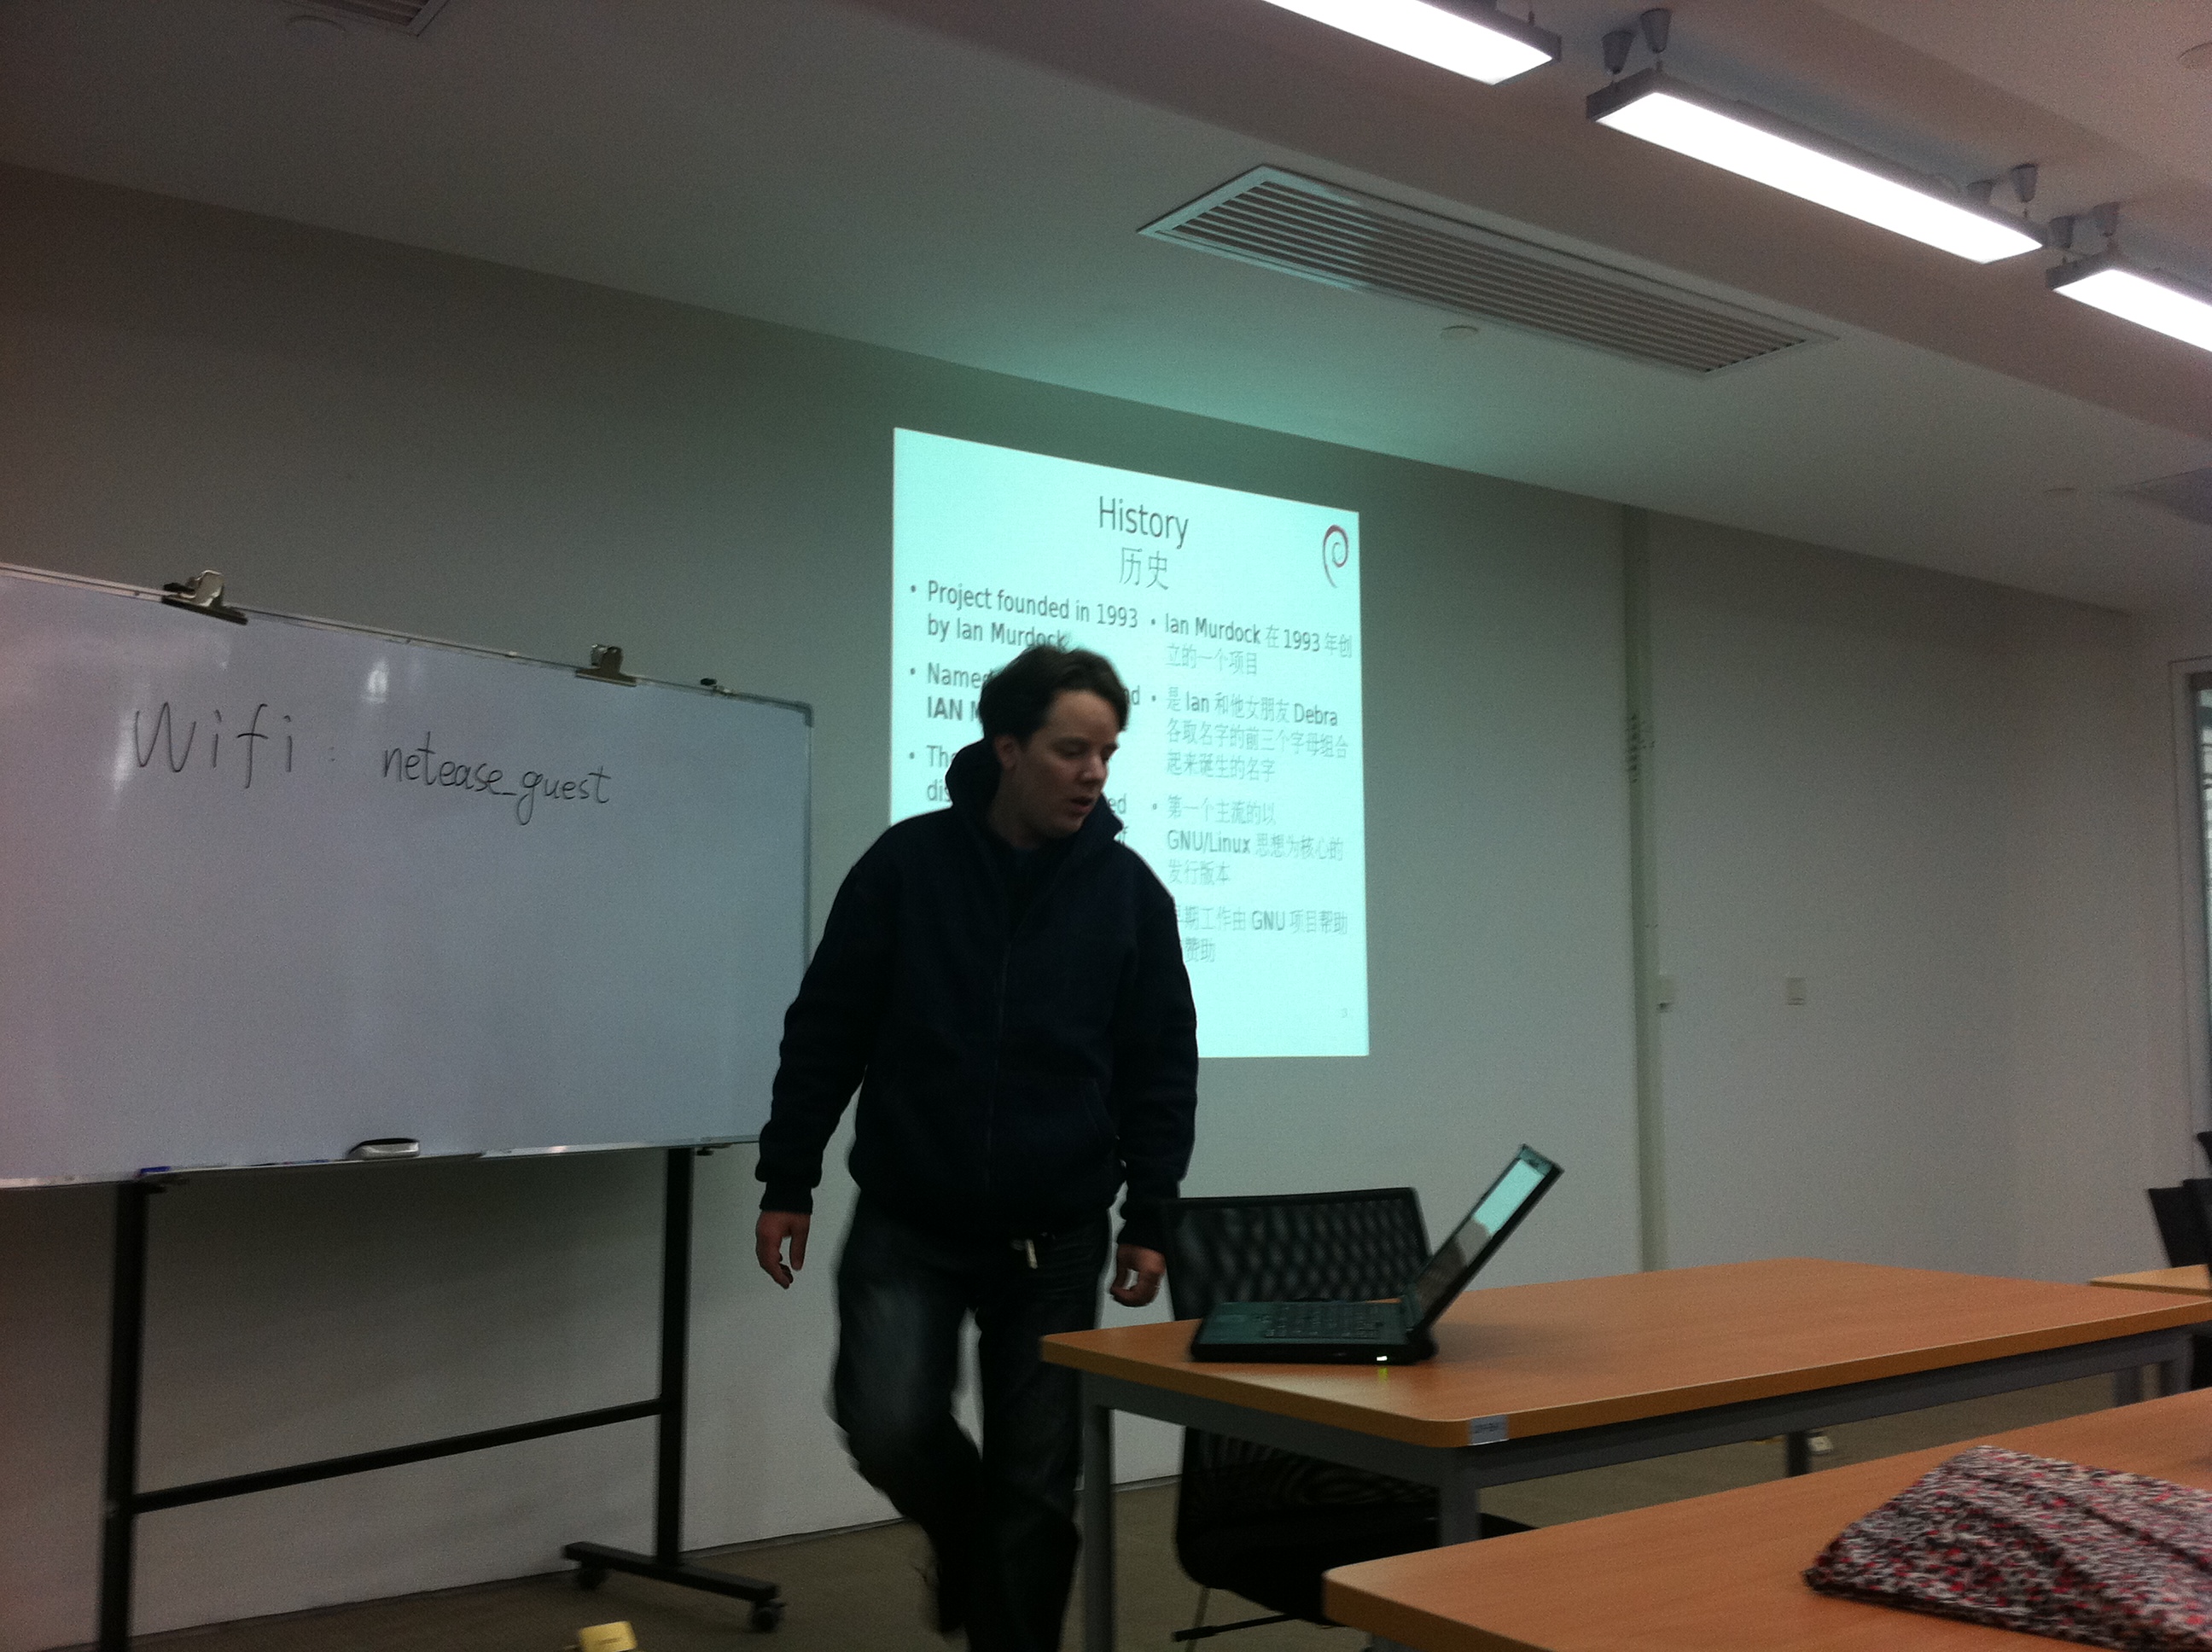 Wifi : netease_guest
History
历史
• Project founded in 1993
by Ian Murdock
• Named
IAN
• The
• Ian Murdock 在 1993 年创
立的一个项目
• 是 Ian 和他女朋友 Debra
各取名字的前三个字母组合
起来诞生的名字
• 第一个主流的以
GNU/Linux 思想为核心的
发行版本
期工作由 GNU 项目帮助
赞助
3